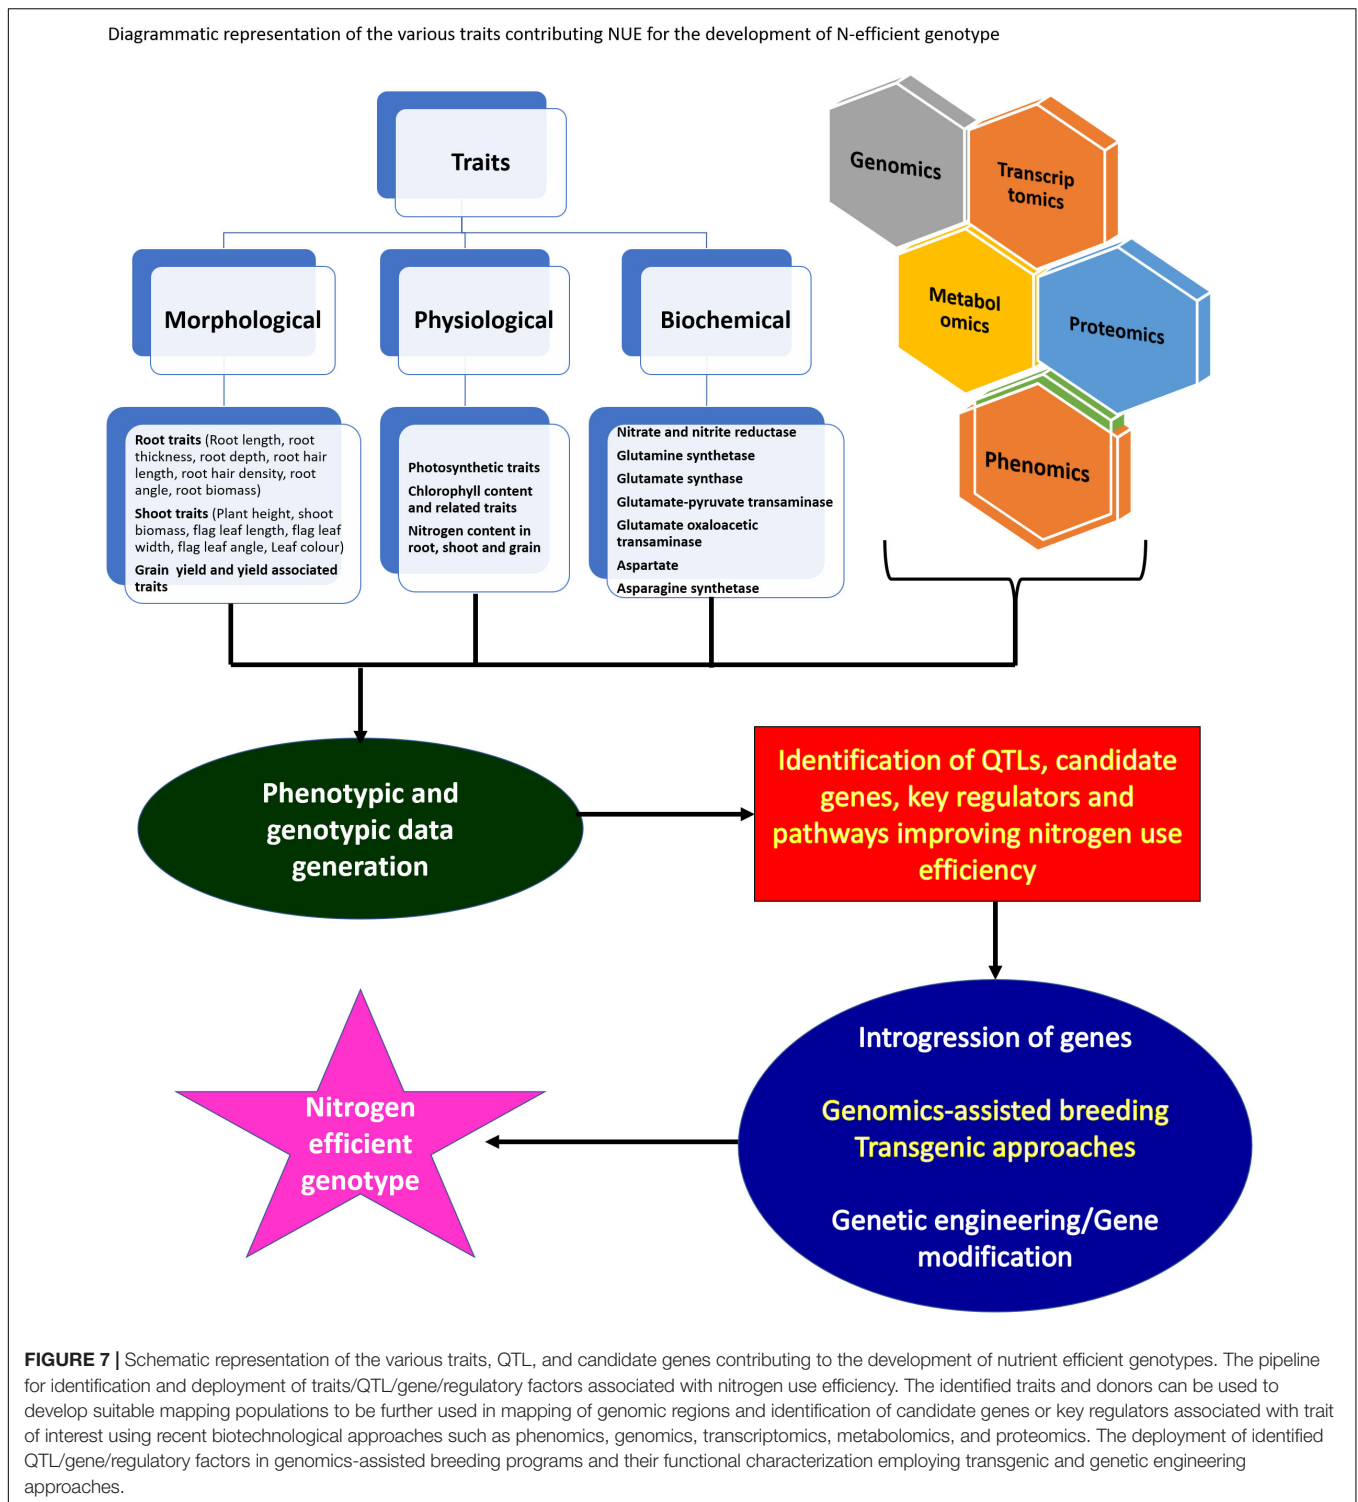 Diagrammatic representation of the various traits contributing NUE for the development of N-efficient genotype
Traits
Morphological
Physiological
Biochemical
Root traits (Root length, root
thickness, root depth, root hair
length, root hair density, root
angle, root biomass)
Shoot traits (Plant height, shoot
biomass, flag leaf length, flag leaf
width, flag leaf angle, Leaf colour)
Grain yield and yield associated
traits
Photosynthetic traits
Chlorophyll content
and related traits
Nitrogen content in
root, shoot and grain
Nitrate and nitrite reductase
Glutamine synthetase
Glutamate synthase
Glutamate-pyruvate transaminase
Glutamate oxaloacetic
transaminase
Aspartate
Asparagine synthetase
Genomics
Transcrip
tomics
Metabol
omics
Proteomics
Phenomics
Phenotypic and
genotypic data
generation
Identification of QTLs, candidate
genes, key regulators and
pathways improving nitrogen use
efficiency
Introgression of genes
Genomics-assisted breeding
Transgenic approaches
Genetic engineering/Gene
modification
Nitrogen
efficient
genotype
FIGURE 7 | Schematic representation of the various traits, QTL, and candidate genes contributing to the development of nutrient efficient genotypes. The pipeline
for identification and deployment of traits/QTL/gene/regulatory factors associated with nitrogen use efficiency. The identified traits and donors can be used to
develop suitable mapping populations to be further used in mapping of genomic regions and identification of candidate genes or key regulators associated with trait
of interest using recent biotechnological approaches such as phenomics, genomics, transcriptomics, metabolomics, and proteomics. The deployment of identified
QTL/gene/regulatory factors in genomics-assisted breeding programs and their functional characterization employing transgenic and genetic engineering
approaches.